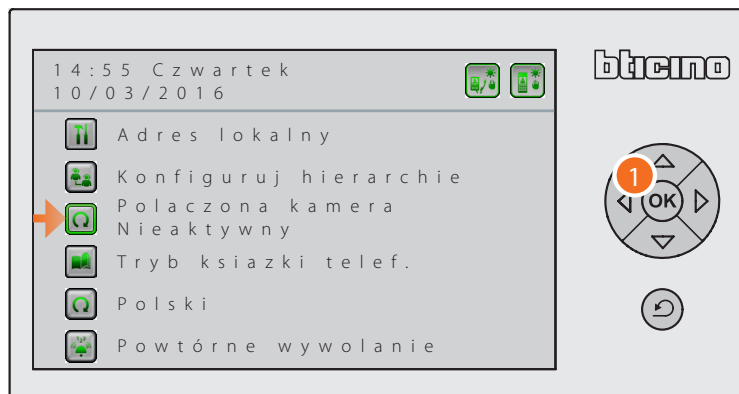 14:55 Czwartek
10/03/2016
bticino
Adres lokalny
Konfiguruj hierarchie
Polaczona kamera
Nieaktywny
Tryb ksiazki telef.
Polski
Powtórne wywolanie
1
OK